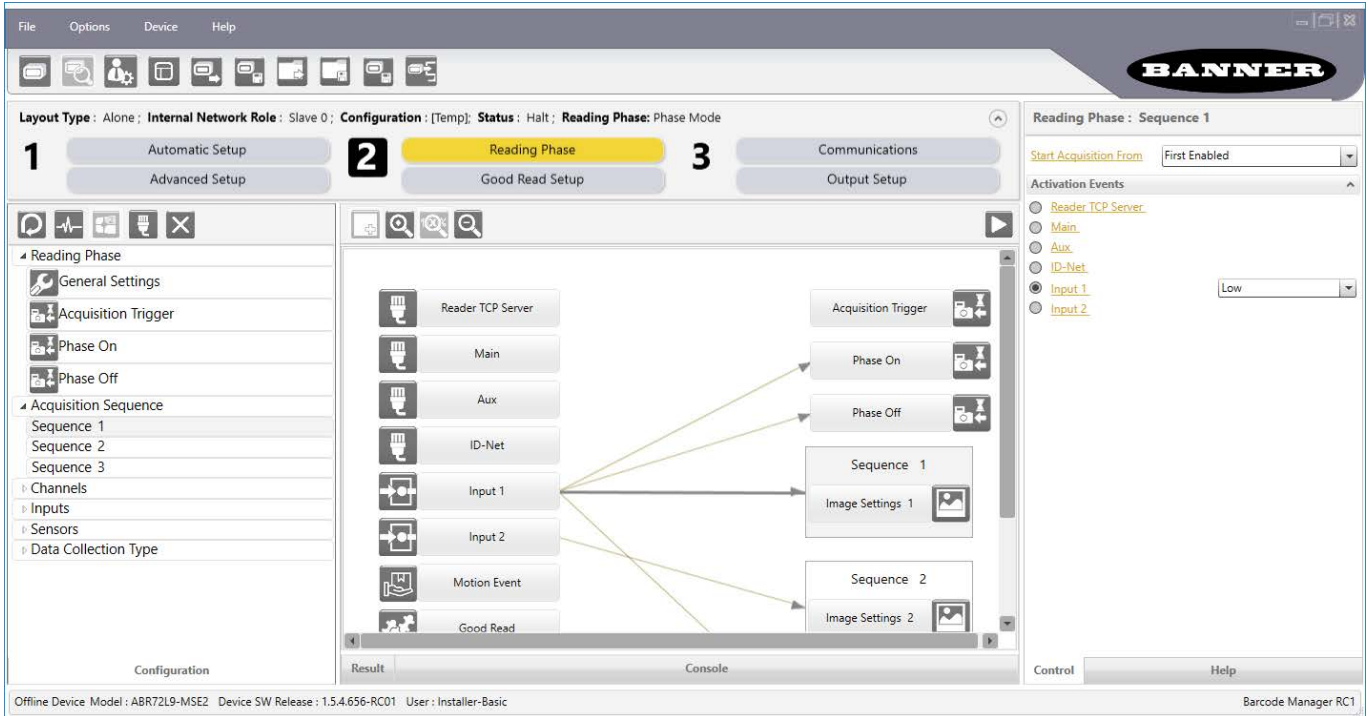 File Options Device Help
BANNER
Layout Type : Alone ; Internal Network Role : Slave 0 ; Configuration : [Temp]; Status : Halt ; Reading Phase: Phase Mode
1 Automatic Setup
Advanced Setup
2 Reading Phase
Good Read Setup
3 Communications
Output Setup
Reading Phase
General Settings
Acquisition Trigger
Phase On
Phase Off
Acquisition Sequence
Sequence 1
Sequence 2
Sequence 3
Channels
Inputs
Sensors
Data Collection Type
Configuration
Reader TCP Server
Main
Aux
ID-Net
Input 1
Input 2
Motion Event
Good Read
Acquisition Trigger
Phase On
Phase Off
Sequence 1
Image Settings 1
Sequence 2
Image Settings 2
Result Console
Reading Phase : Sequence 1
Start Acquisition From First Enabled
Activation Events
Reader TCP Server
Main
Aux
ID-Net
Input 1 Low
Input 2
Control Help
Offline Device Model : ABR72L9-MSE2 Device SW Release : 1.5.4.656-RC01 User : Installer-Basic Barcode Manager RC1